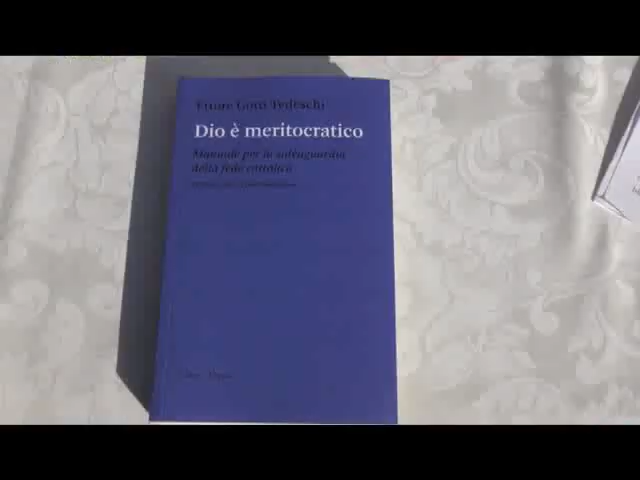 Ettore Gotti Tedeschi
Dio è meritocratico
Manuale per la salvaguardia
della fede cattolica